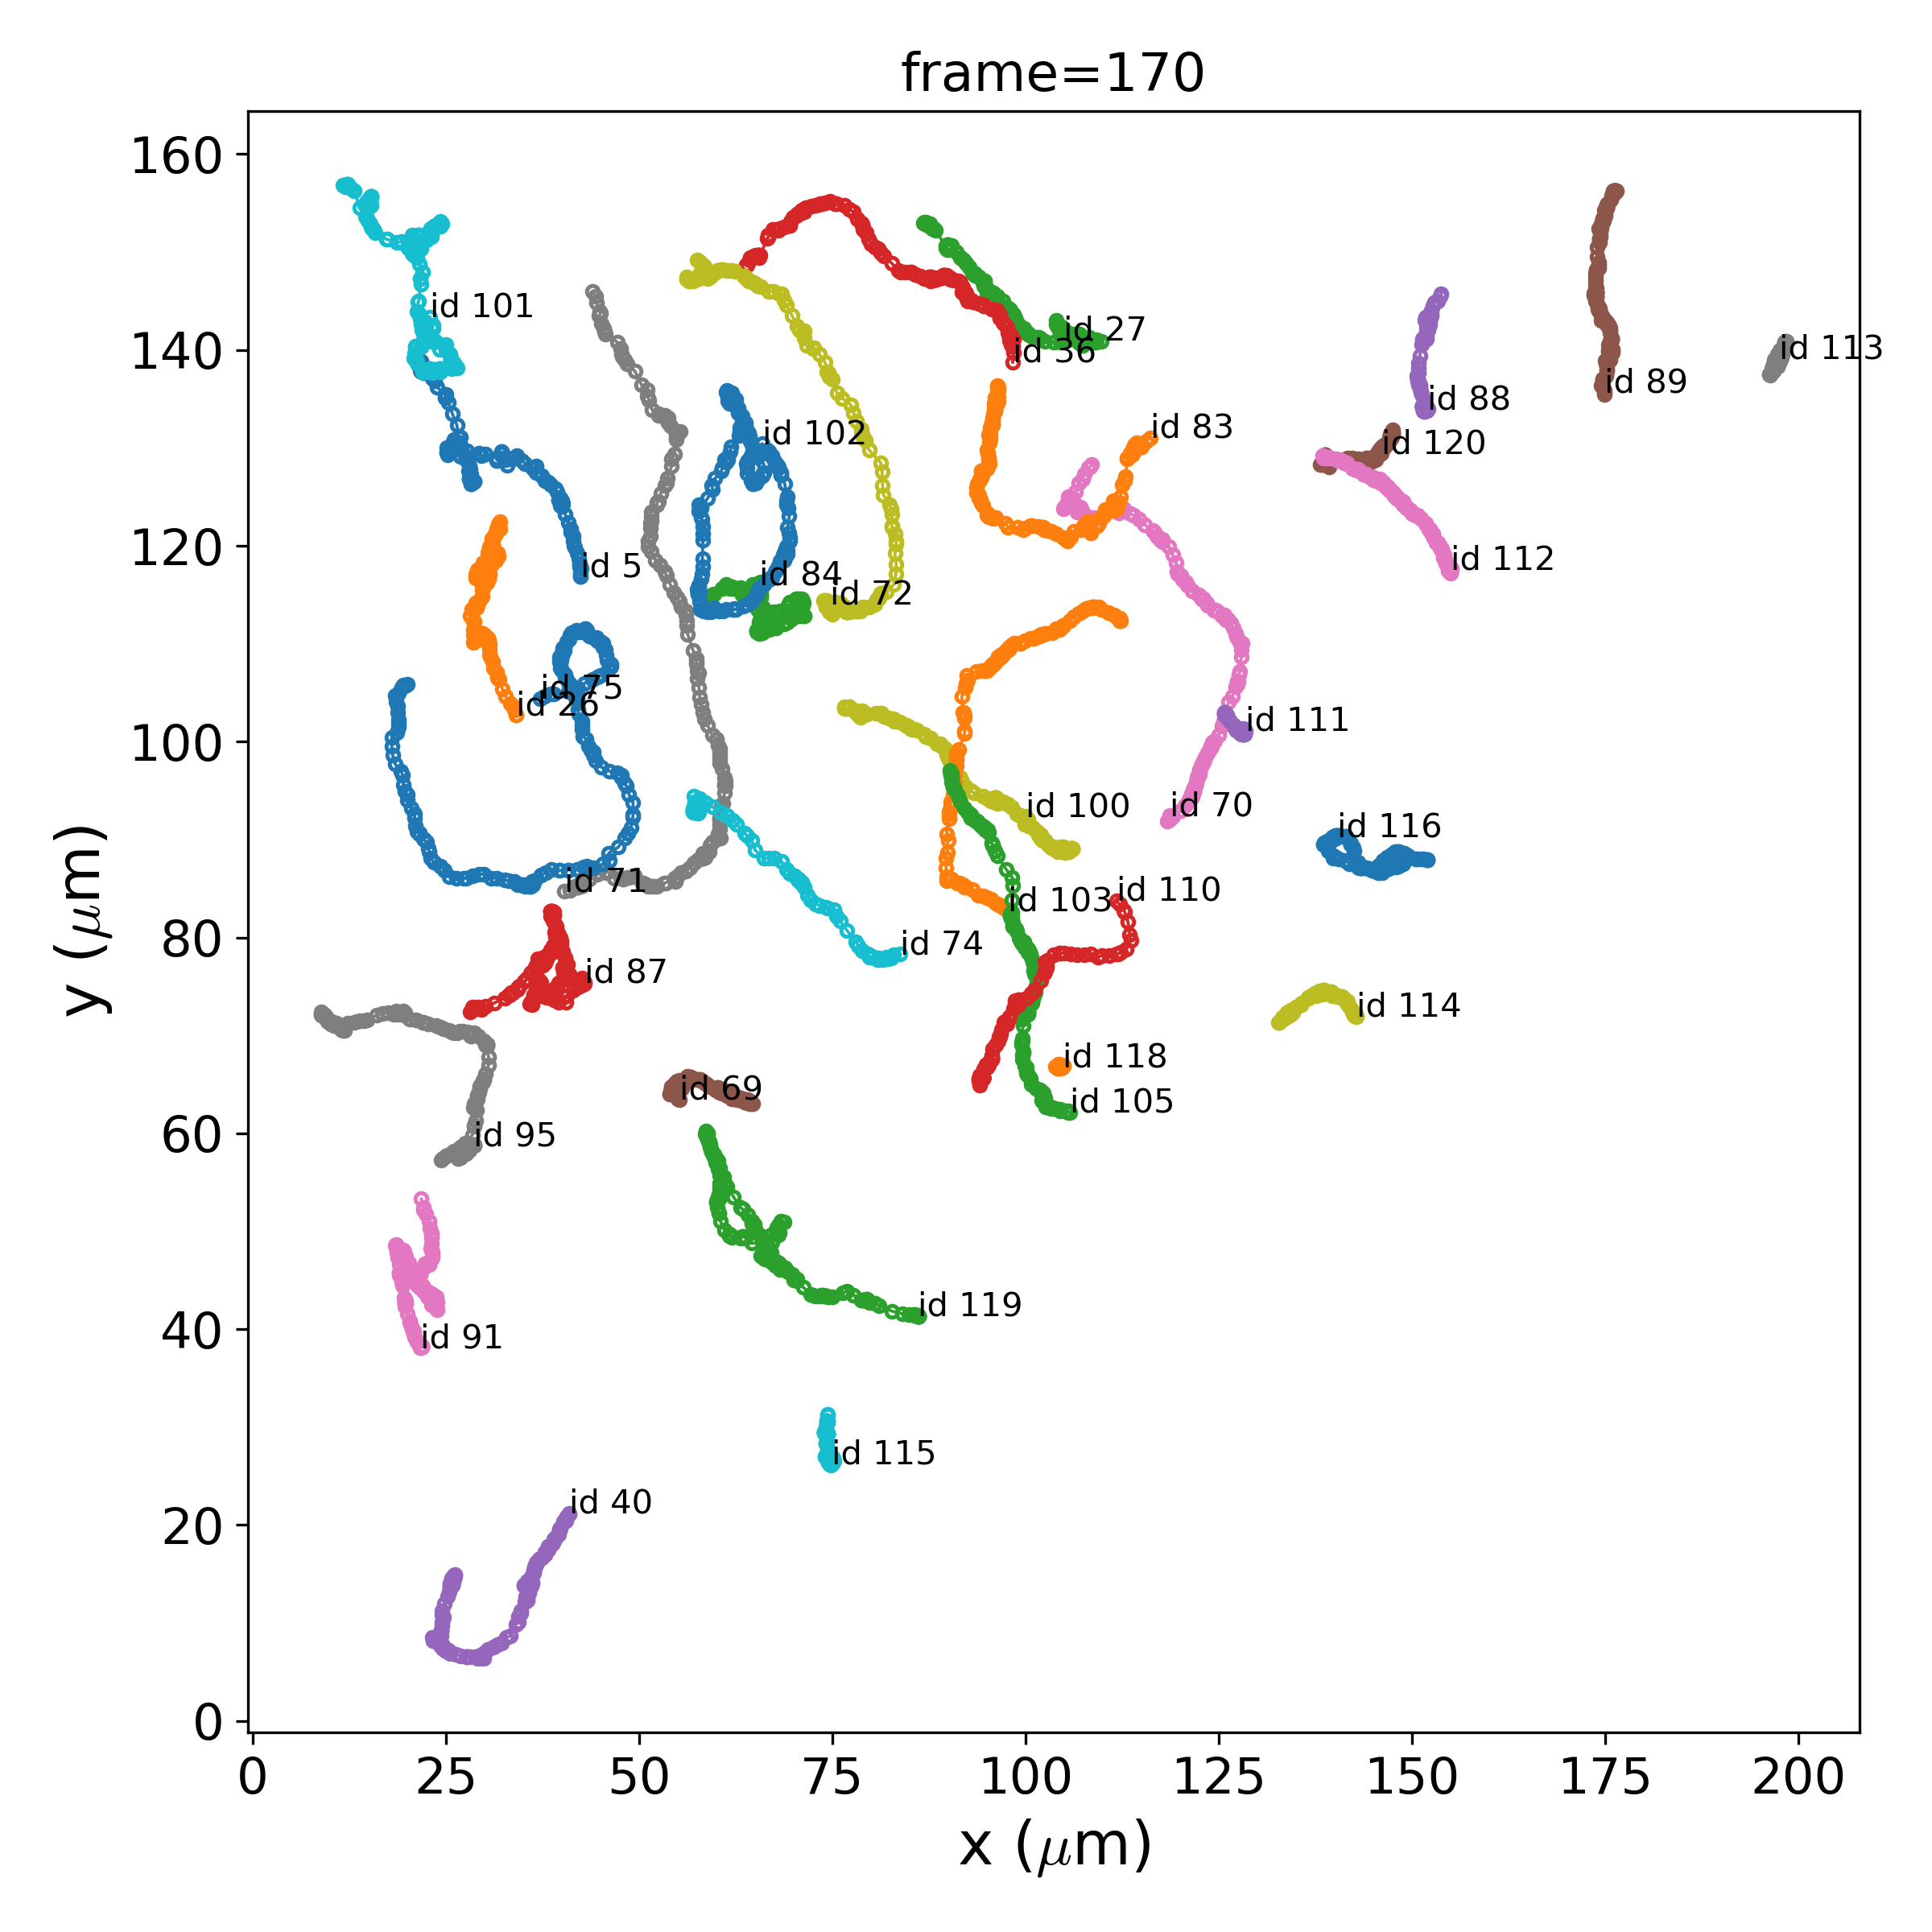 frame=170
160
140
120
100
80
60
40
20
0
y (μm)
id 101
id 27
id 36
id 113
id 89
id 88
id 83
id 102
id 120
id 5
id 84
id 72
id 112
id 75
id 26
id 111
id 100
id 70
id 116
id 71
id 103
id 110
id 74
id 87
id 114
id 118
id 69
id 105
id 95
id 119
id 91
id 115
id 40
0 25 50 75 100 125 150 175 200
x (μm)